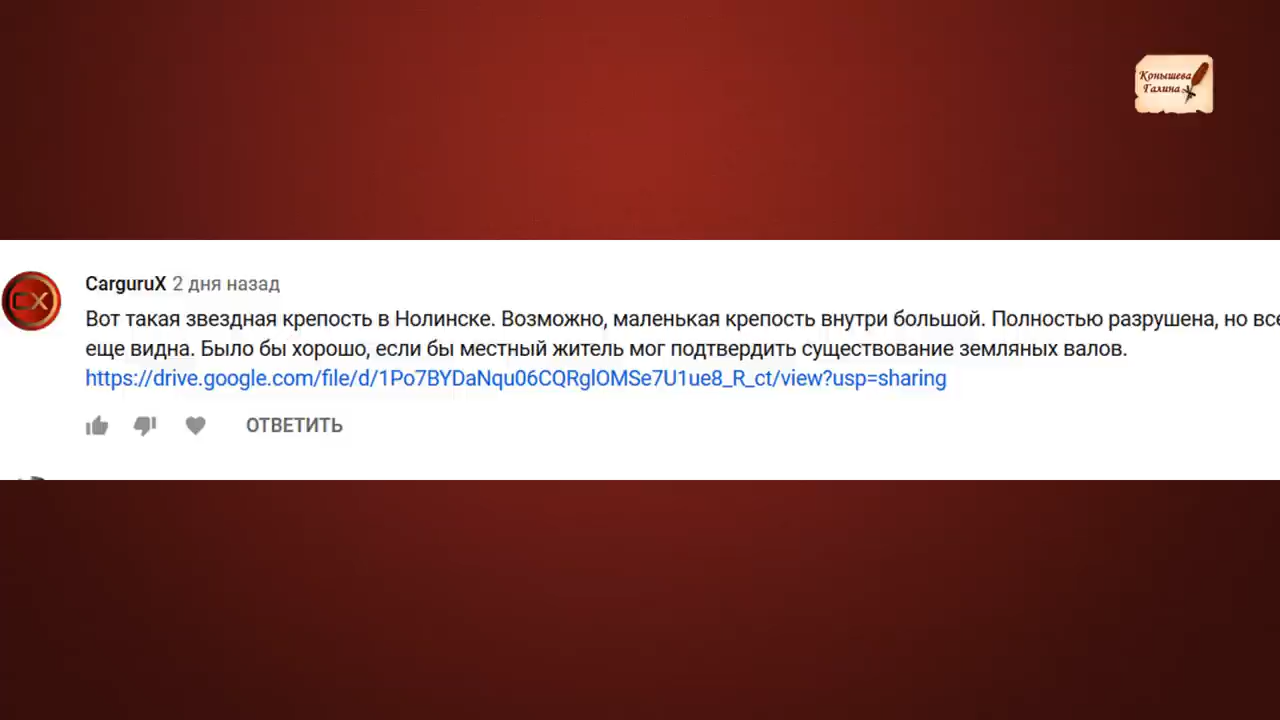 Конышева
Галина
CarguruX 2 дня назад
Вот такая звездная крепость в Нолинске. Возможно, маленькая крепость внутри большой. Полностью разрушена, но все
еще видна. Было бы хорошо, если бы местный житель мог подтвердить существование земляных валов.
https://drive.google.com/file/d/1Po7BYDaNqu06CQRglOMSe7U1ue8_R_ct/view?usp=sharing
ОТВЕТИТЬ